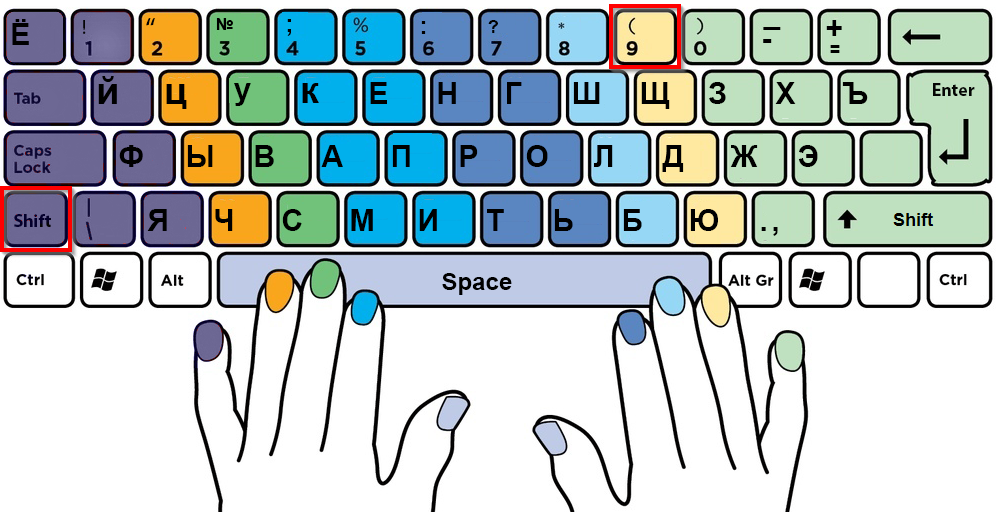 Ё ! 1 “ 2 № 3 ; 4 % 5 : 6 ? 7 * 8 ( 9 ) 0 — - + =
Tab Й Ц У К Е Н Г Ш Щ З Х Ъ Enter
Caps Lock Ф Ы В А П Р О Л Д Ж Э
Shift | \ Я Ч С М И Т Ь Б Ю . , Shift
Ctrl Alt Space Alt Gr Ctrl